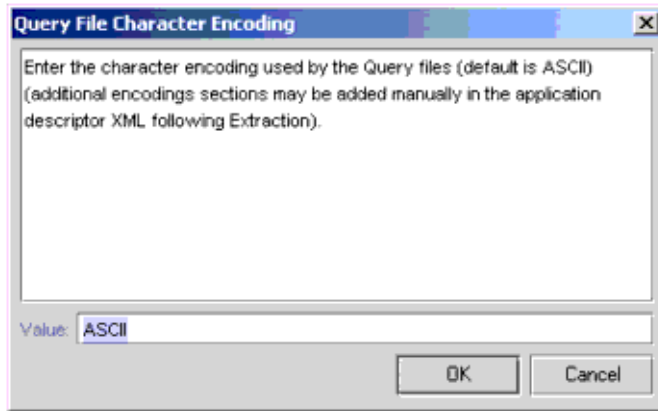 Query File Character Encoding
Enter the character encoding used by the Query files (default is ASCII)
(additional encodings sections may be added manually in the application
descriptor XML following Extraction).
Value: ASCII
OK Cancel